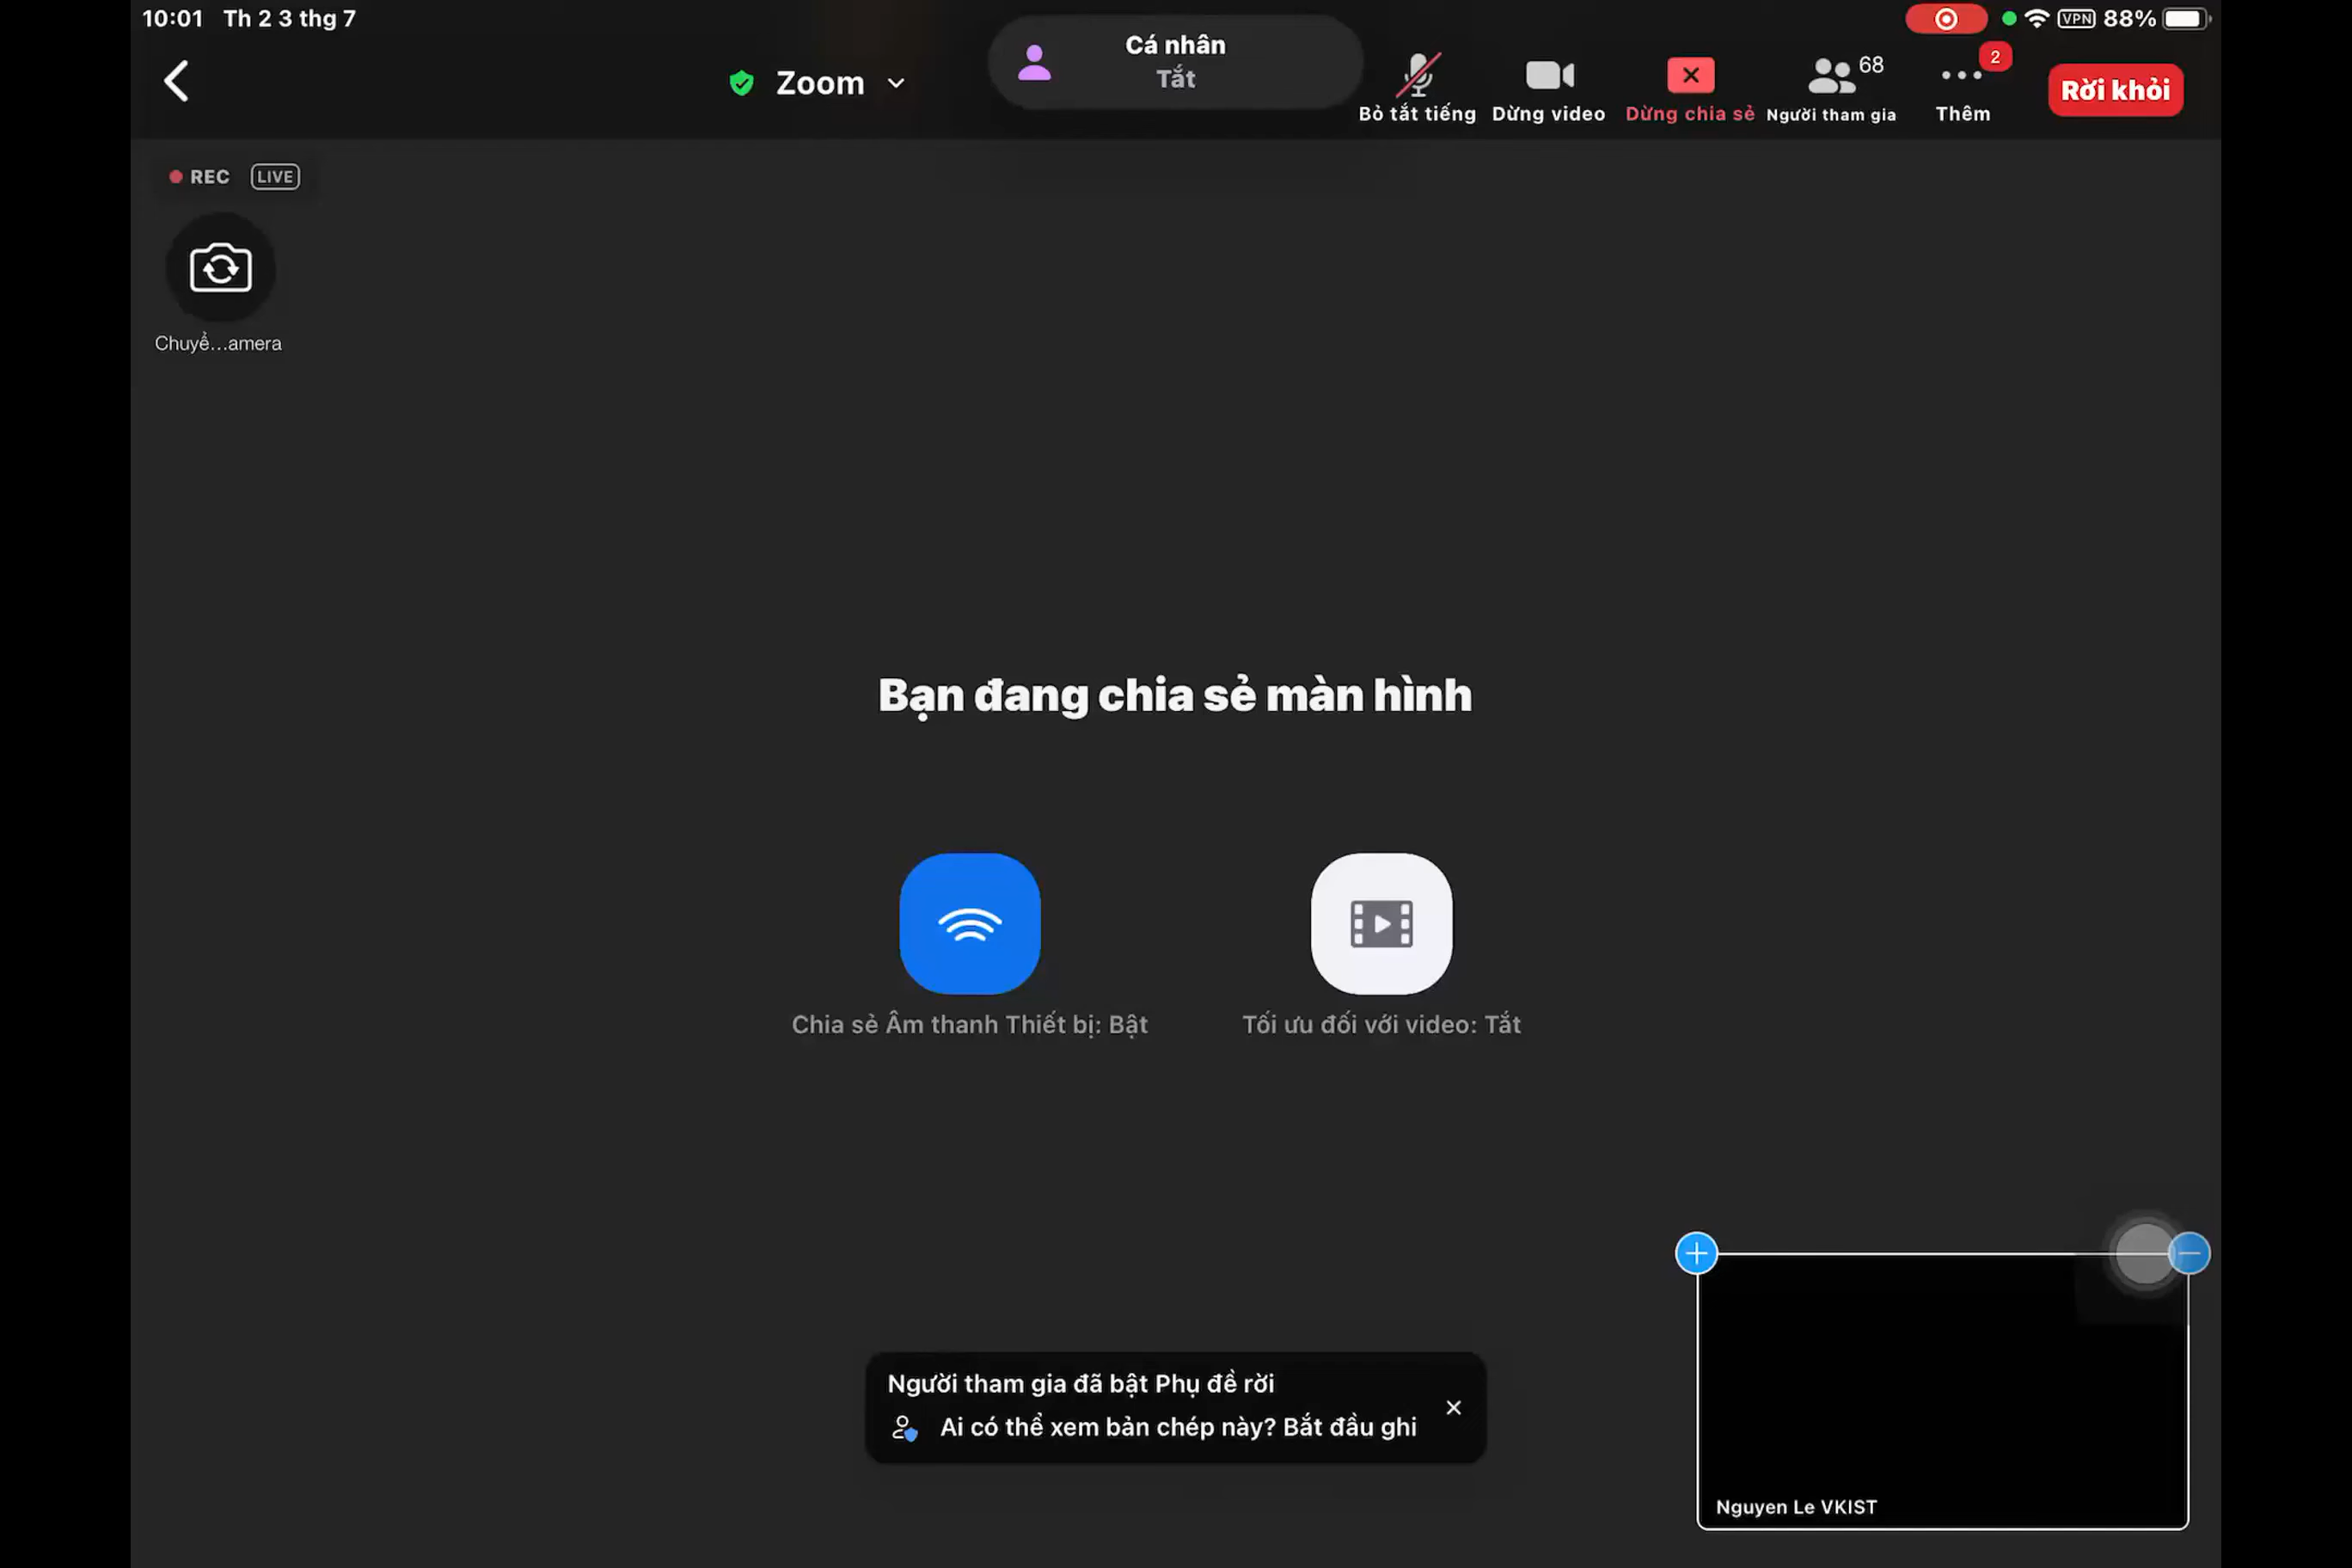 10:01 Th 2 3 thg 7
VPN 88%
Cá nhân
Tắt
Zoom
68
2
Bỏ tắt tiếng
Dừng video
Dừng chia sẻ
Người tham gia
Thêm
Rời khỏi
REC LIVE
Chuyể...amera
Bạn đang chia sẻ màn hình
Chia sẻ Âm thanh Thiết bị: Bật
Tối ưu đối với video: Tắt
Người tham gia đã bật Phụ đề rời
Ai có thể xem bản chép này? Bắt đầu ghi
Nguyen Le VKIST